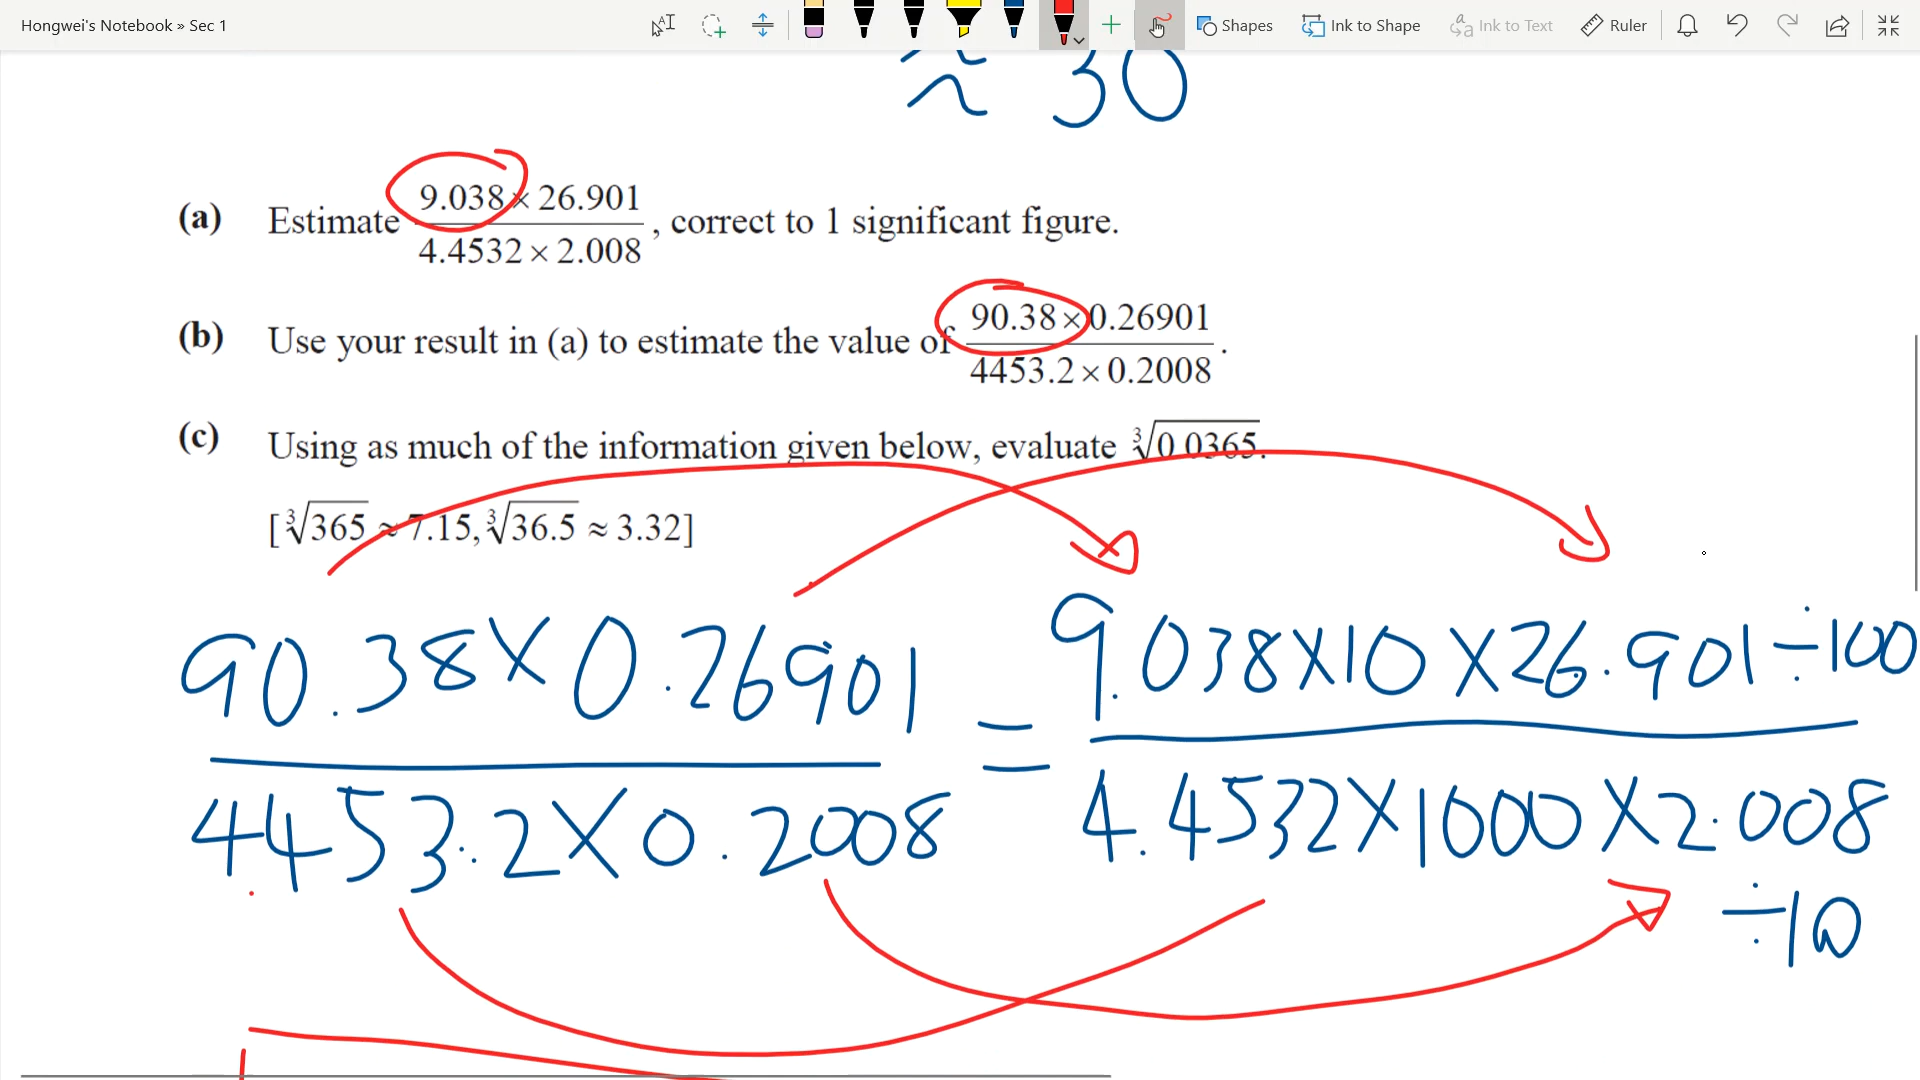 Hongwei's Notebook » Sec 1
Shapes Ink to Shape Ink to Text Ruler
≈ 30
(a) Estimate 9.038 × 26.901 / 4.4532 × 2.008 , correct to 1 significant figure.
(b) Use your result in (a) to estimate the value of 90.38 × 0.26901 / 4453.2 × 0.2008 .
(c) Using as much of the information given below, evaluate ∛0.0365.
[∛365 ≈ 7.15, ∛36.5 ≈ 3.32]
90.38 × 0.26901 = 9.038 × 10 × 26.901 ÷ 100
4453.2 × 0.2008 4.4532 × 1000 × 2.008
÷ 10